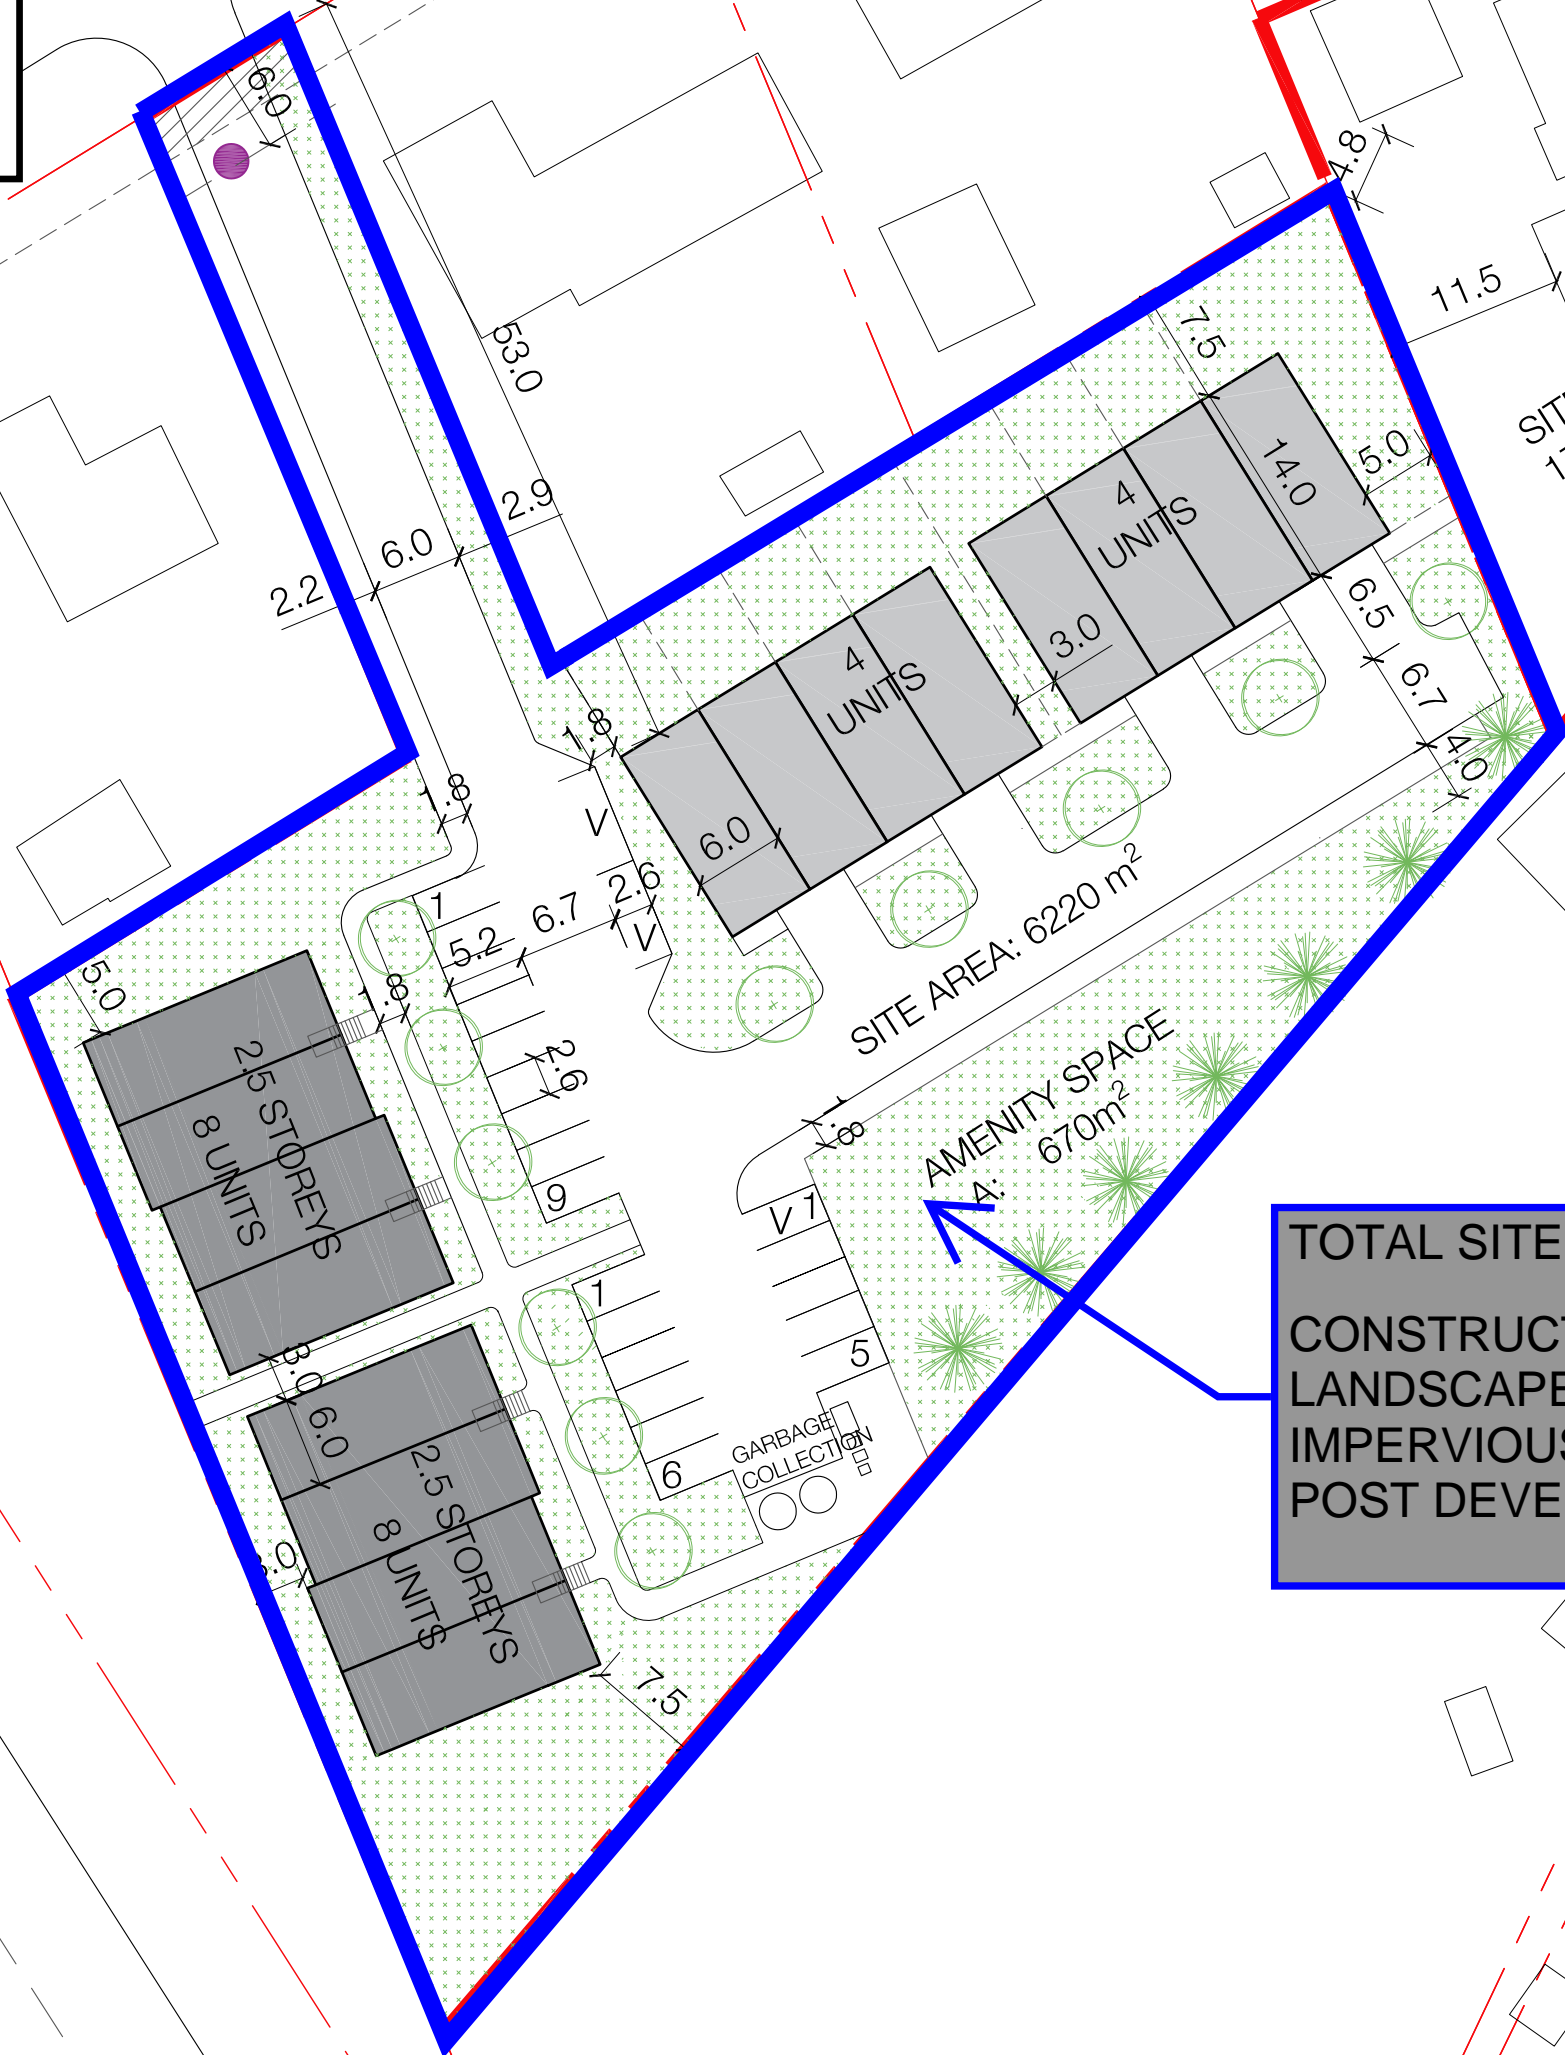 6.0
4.8
11.5
53.0
7.5
2.9
6.0
2.2
14.0
5.0
4
UNITS
4
UNITS
3.0
6.5
6.7
4.0
1.8
1.8
V
6.0
2.6
6.7
5.2
V
1
1.8
5.0
2.6
9
SITE AREA: 6220 m²
AMENITY SPACE
670m²
A:
1.8
V 1
5
2.5 STOREYS
8 UNITS
1
6
3.0
6.0
GARBAGE
COLLECTION
2.5 STOREYS
8 UNITS
7.5
TOTAL SITE
CONSTRUCT
LANDSCAPE
IMPERVIOUS
POST DEVE